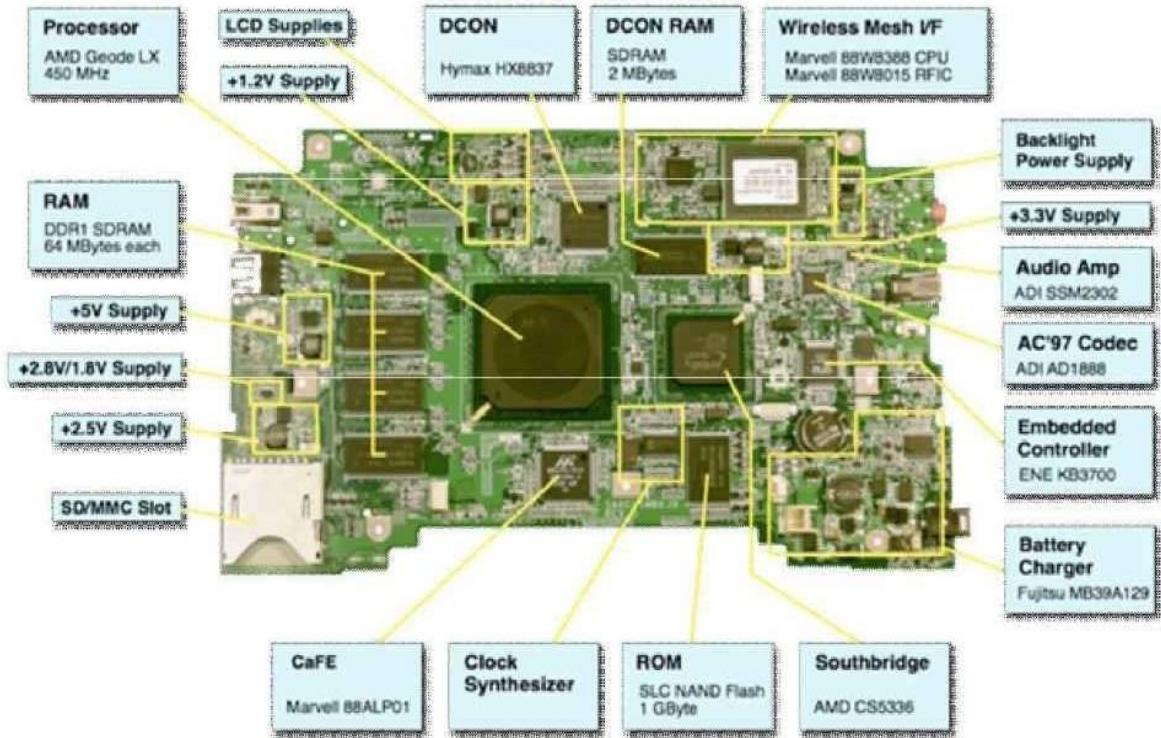 Processor
AMD Geode LX
450 MHz
LCD Supplies
+1.2V Supply
DCON
Hymax HX8837
DCON RAM
SDRAM
2 MBytes
Wireless Mesh I/F
Marvell 88W8388 CPU
Marvell 88W8015 RFIC
Backlight
Power Supply
+3.3V Supply
RAM
DDR1 SDRAM
64 MBytes each
Audio Amp
ADI SSM2302
+5V Supply
AC'97 Codec
ADI AD1888
+2.8V/1.8V Supply
+2.5V Supply
Embedded
Controller
ENE KB3700
SD/MMC Slot
Battery
Charger
Fujitsu MB39A129
CaFE
Marvell 88ALP01
Clock
Synthesizer
ROM
SLC NAND Flash
1 GByte
Southbridge
AMD CS5336